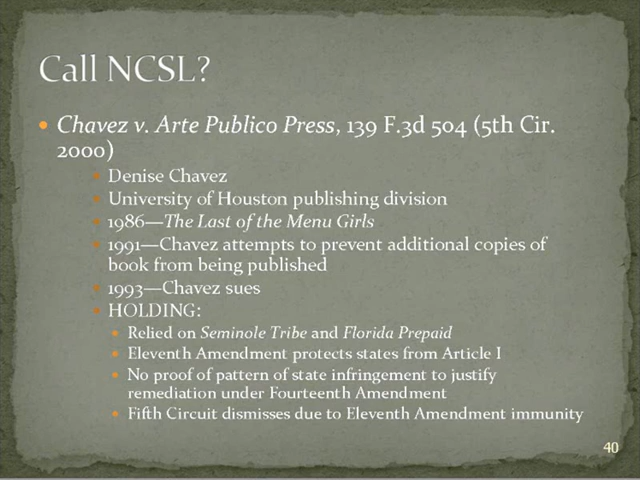 Call NCSL?
• Chavez v. Arte Publico Press, 139 F.3d 504 (5th Cir.
2000)
• Denise Chavez
• University of Houston publishing division
• 1986—The Last of the Menu Girls
• 1991—Chavez attempts to prevent additional copies of
book from being published
• 1993—Chavez sues
• HOLDING:
• Relied on Seminole Tribe and Florida Prepaid
• Eleventh Amendment protects states from Article I
• No proof of pattern of state infringement to justify
remediation under Fourteenth Amendment
• Fifth Circuit dismisses due to Eleventh Amendment immunity
40